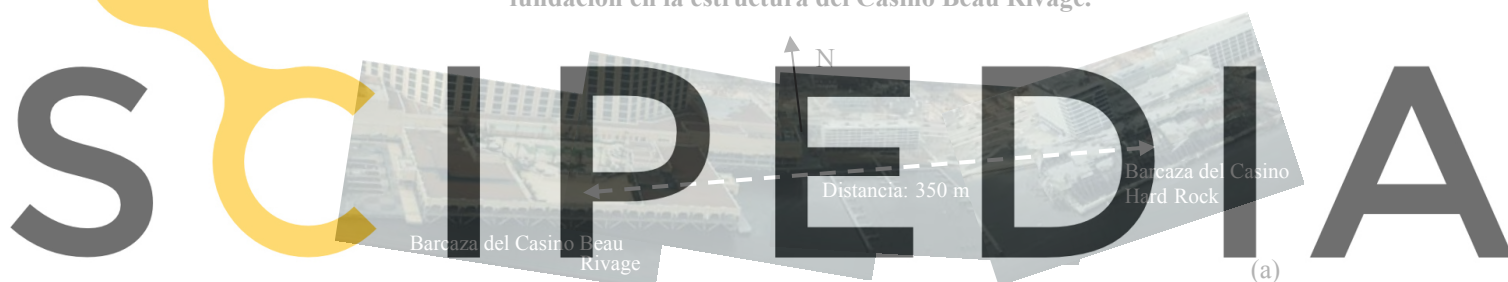 fundación en la estructura del Casino Beau Rivage.
N
SCIPEDIA
Barcaza del Casino
Hard Rock
Distancia: 350 m
Barcaza del Casino Beau
Rivage
(a)